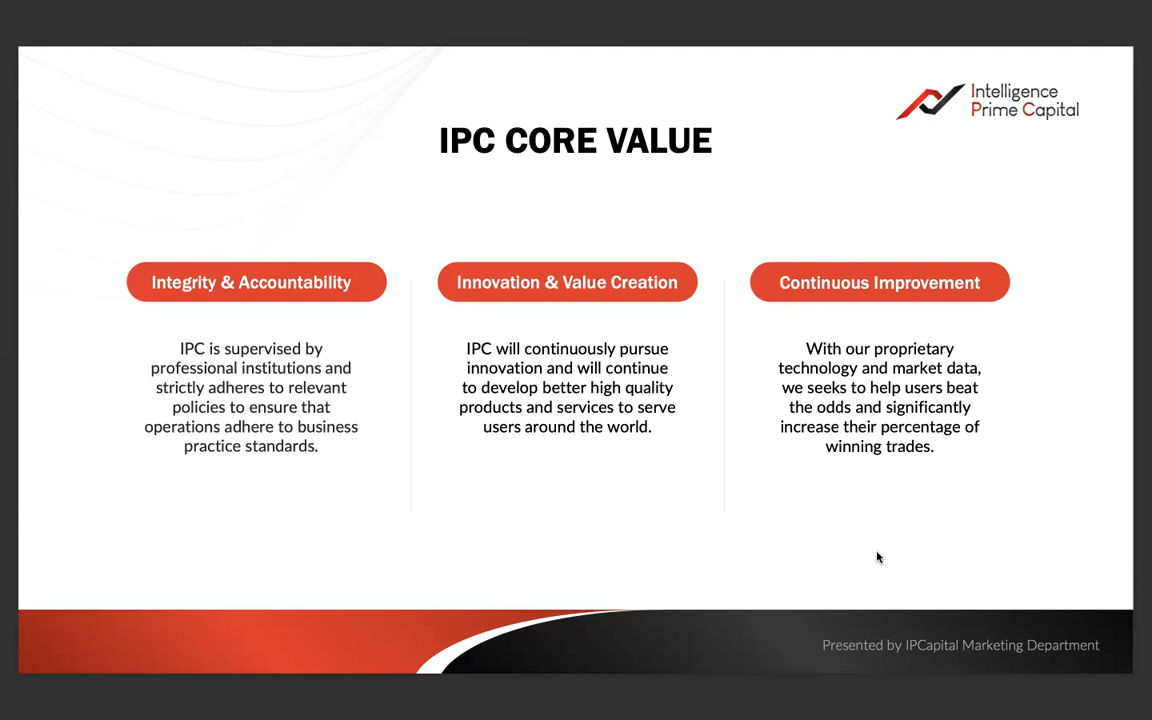 Intelligence
Prime Capital
IPC CORE VALUE
Integrity & Accountability
IPC is supervised by
professional institutions and
strictly adheres to relevant
policies to ensure that
operations adhere to business
practice standards.
Innovation & Value Creation
IPC will continuously pursue
innovation and will continue
to develop better high quality
products and services to serve
users around the world.
Continuous Improvement
With our proprietary
technology and market data,
we seeks to help users beat
the odds and significantly
increase their percentage of
winning trades.
Presented by IPCapital Marketing Department